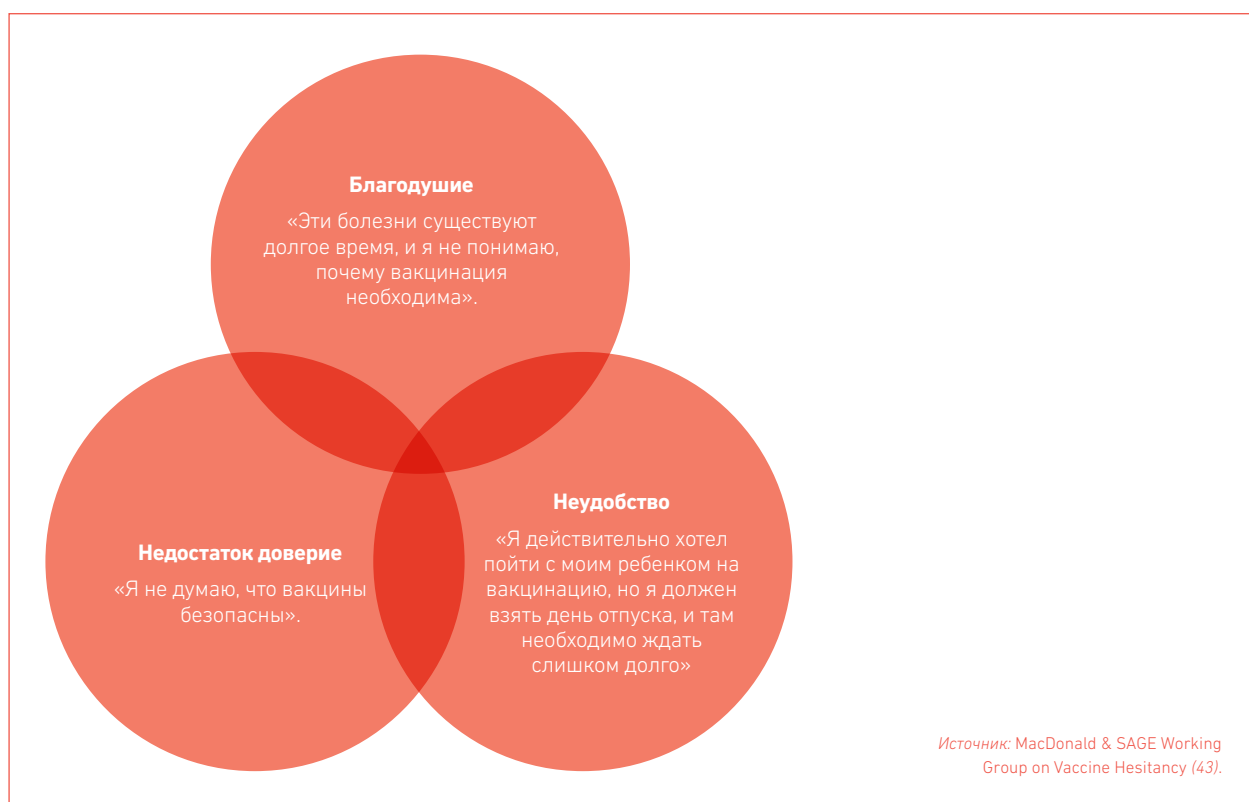 Благодушие
«Эти болезни существуют
долгое время, и я не понимаю,
почему вакцинация
необходима».
Недостаток доверие
«Я не думаю, что вакцины
безопасны».
Неудобство
«Я действительно хотел
пойти с моим ребенком на
вакцинацию, но я должен
взять день отпуска, и там
необходимо ждать
слишком долго»
Источник: MacDonald & SAGE Working
Group on Vaccine Hesitancy (43).